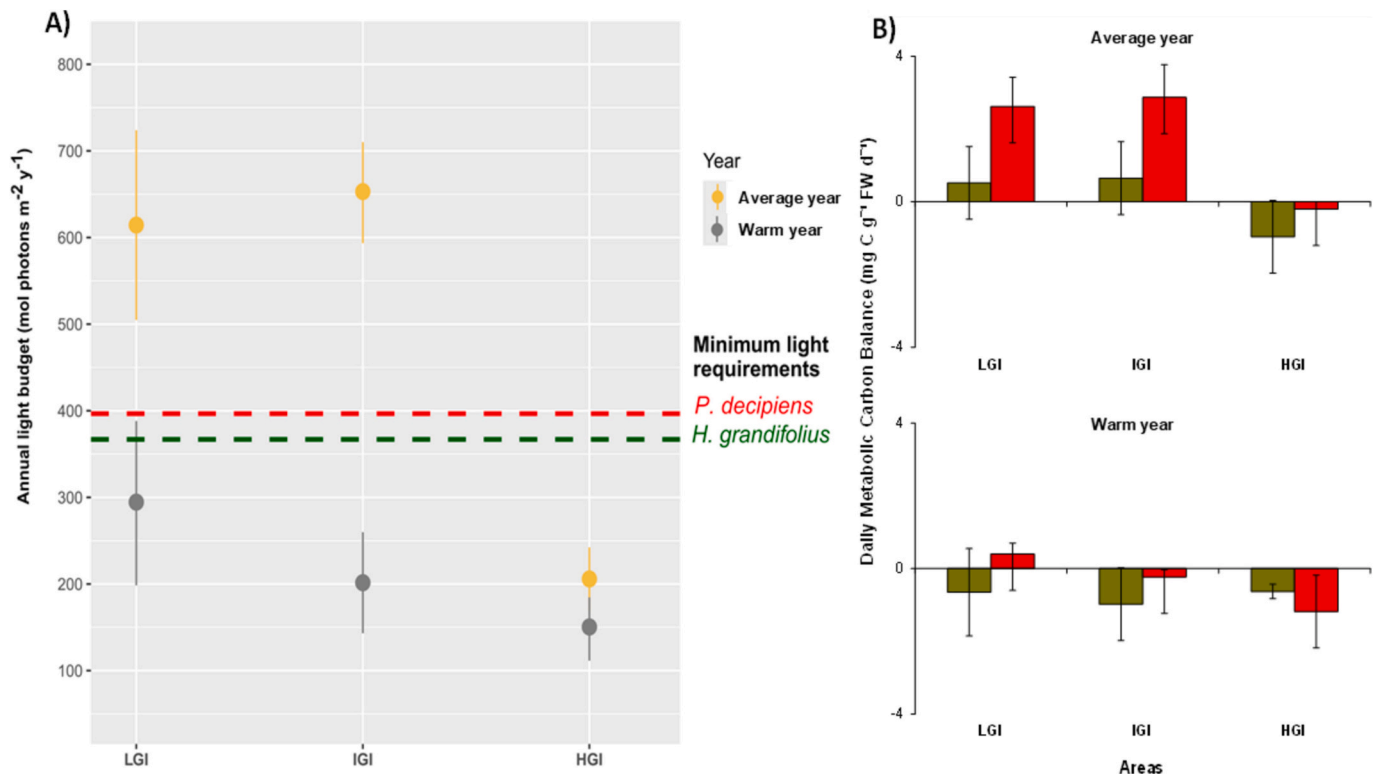 A)
Annual light budget (mol photons m⁻² y⁻¹)
800
700
600
500
400
300
200
100
LGI
IGI
HGI
Year
Average year
Warm year
Minimum light
requirements
P. decipiens
H. grandifolius
B)
Daily Metabolic Carbon Balance (mg C g⁻¹ FW d⁻¹)
Average year
4
0
-4
LGI
IGI
HGI
Warm year
4
0
-4
LGI
IGI
HGI
Areas